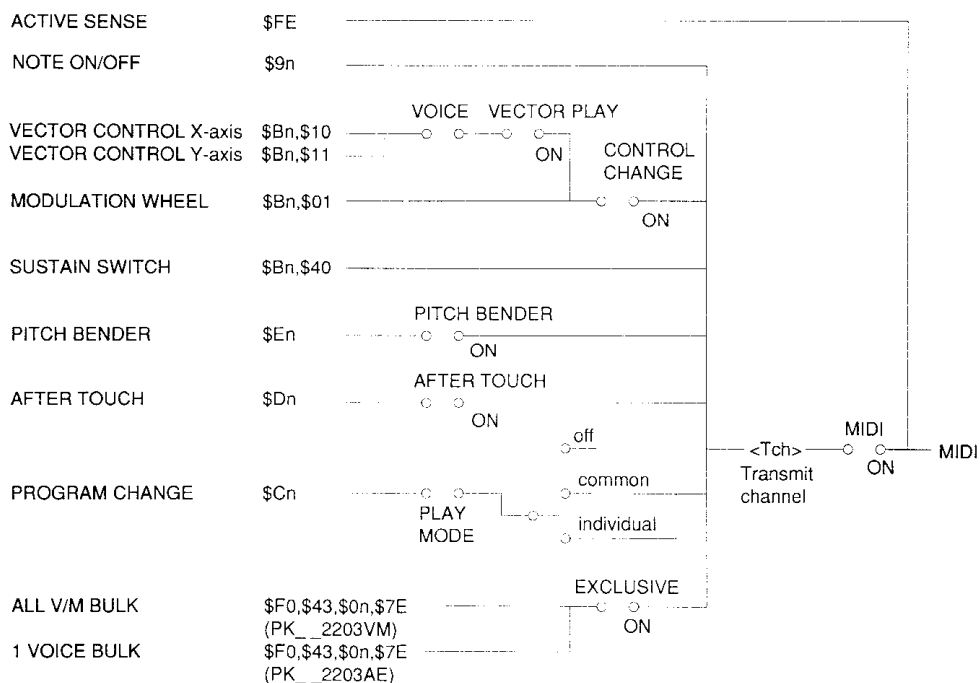 ACTIVE SENSE $FE
NOTE ON/OFF $9n
VOICE VECTOR PLAY
VECTOR CONTROL X-axis $Bn,$10
VECTOR CONTROL Y-axis $Bn,$11
ON
CONTROL
CHANGE
MODULATION WHEEL $Bn,$01
ON
SUSTAIN SWITCH $Bn,$40
PITCH BENDER
PITCH BENDER $En
ON
AFTER TOUCH
AFTER TOUCH $Dn
ON
off
MIDI
<Tch>
MIDI
ON
Transmit
channel
common
PROGRAM CHANGE $Cn
PLAY
MODE
individual
EXCLUSIVE
ALL V/M BULK $F0,$43,$0n,$7E
ON
(PK_ _2203VM)
1 VOICE BULK $F0,$43,$0n,$7E
(PK_ _2203AE)